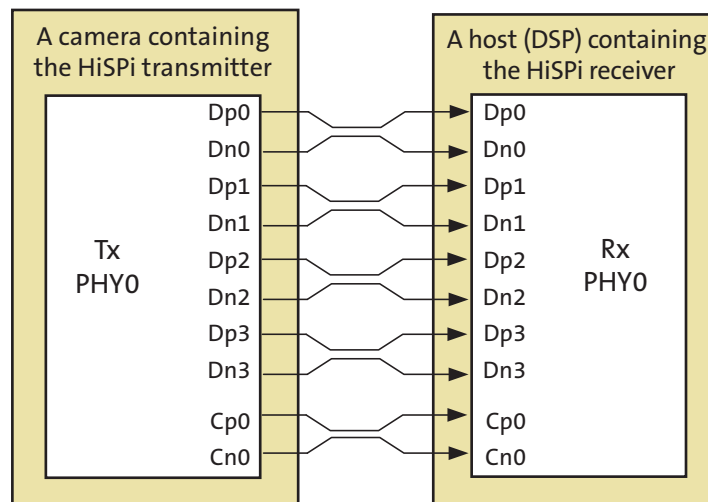 A camera containing
the HiSPi transmitter
Tx
PHY0
Dp0
Dn0
Dp1
Dn1
Dp2
Dn2
Dp3
Dn3
Cp0
Cn0
A host (DSP) containing
the HiSPi receiver
Dp0
Dn0
Dp1
Dn1
Dp2
Dn2
Dp3
Dn3
Cp0
Cn0
Rx
PHY0